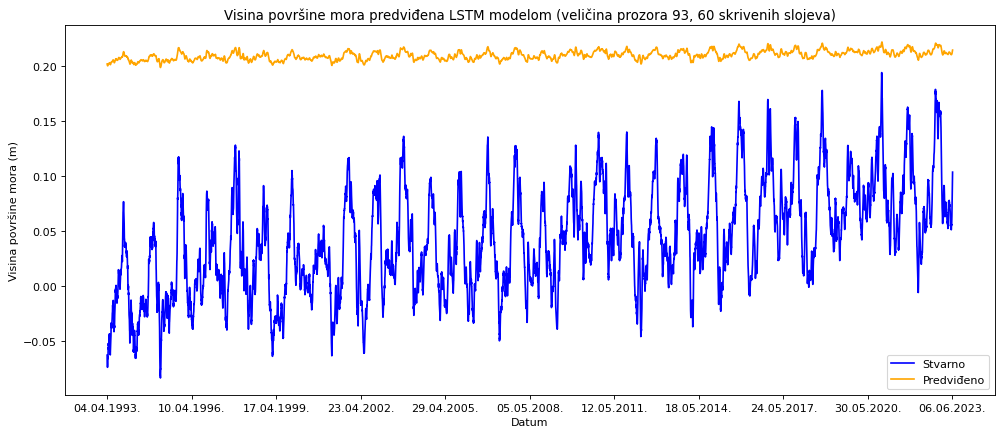 Visina površine mora predviđena LSTM modelom (veličina prozora 93, 60 skrivenih slojeva)
Visina površine mora (m)
0.20
0.15
0.10
0.05
0.00
−0.05
Stvarno
Predviđeno
04.04.1993. 10.04.1996. 17.04.1999. 23.04.2002. 29.04.2005. 05.05.2008. 12.05.2011. 18.05.2014. 24.05.2017. 30.05.2020. 06.06.2023.
Datum